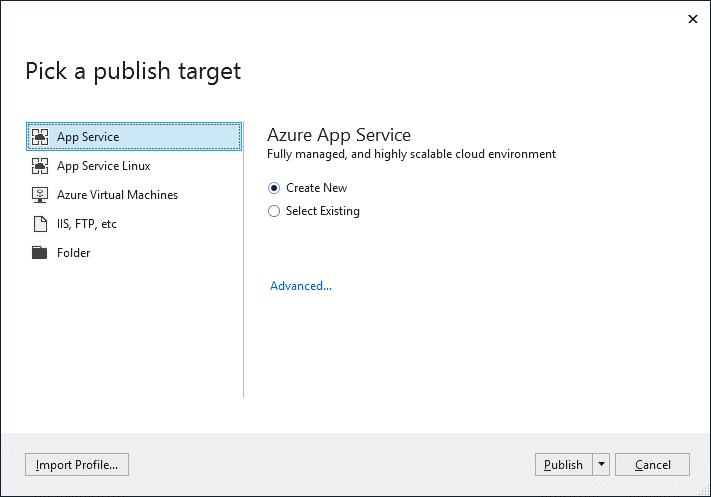 Pick a publish target
App Service
App Service Linux
Azure Virtual Machines
IIS, FTP, etc
Folder
Azure App Service
Fully managed, and highly scalable cloud environment
Create New
Select Existing
Advanced...
Import Profile...
Publish
Cancel